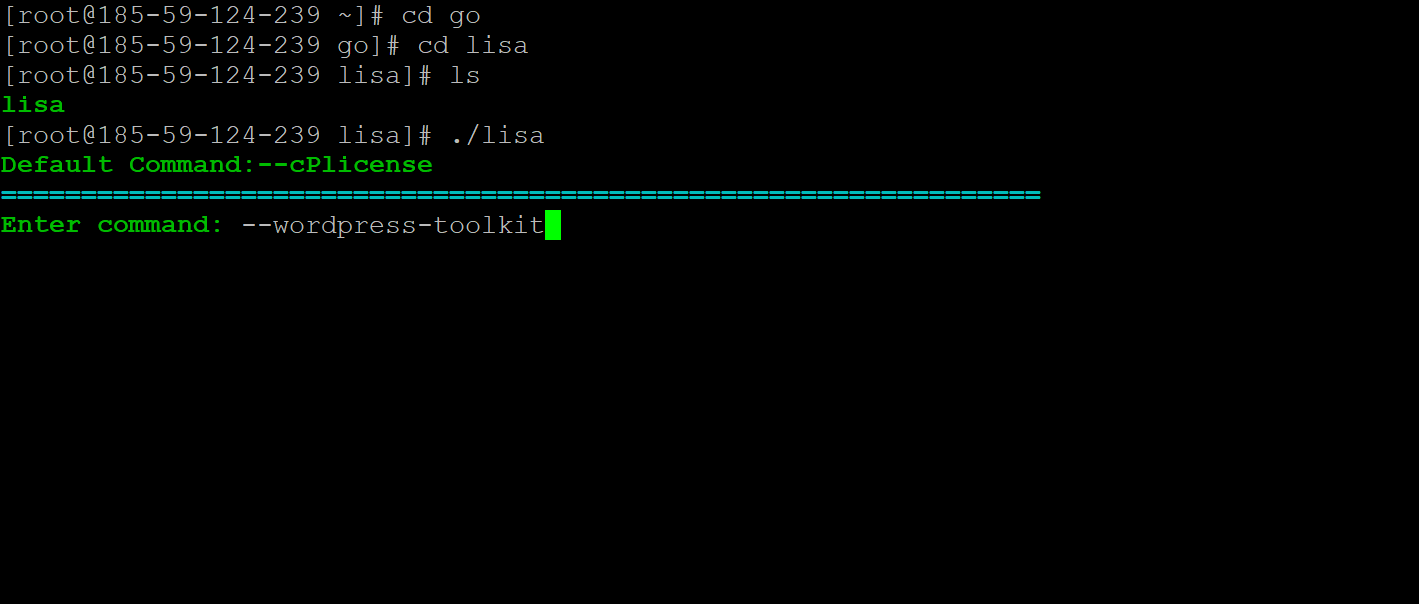 [root@185-59-124-239 ~]# cd go
[root@185-59-124-239 go]# cd lisa
[root@185-59-124-239 lisa]# ls
lisa
[root@185-59-124-239 lisa]# ./lisa
Default Command:--cPlicense
=================================================================
Enter command: --wordpress-toolkit